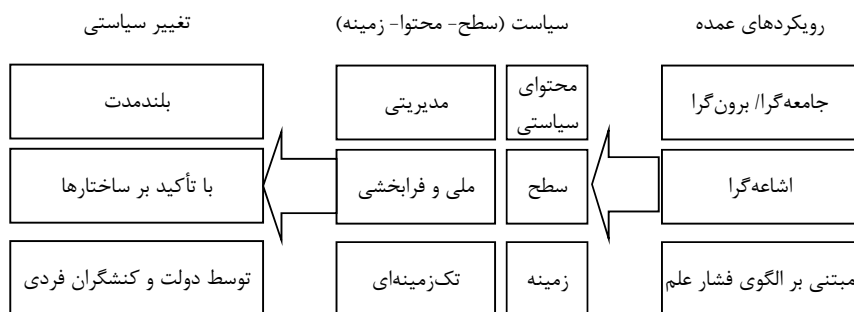 رویکردهای عمده
سیاست (سطح- محتوا- زمینه)
تغییر سیاستی
جامعه‌گرا/ برون‌گرا
محتوای
سیاستی
مدیریتی
بلندمدت
اشاعه‌گرا
سطح
ملی و فرابخشی
با تأکید بر ساختارها
مبتنی بر الگوی فشار علم
زمینه
تک‌زمینه‌ای
توسط دولت و کنشگران فردی